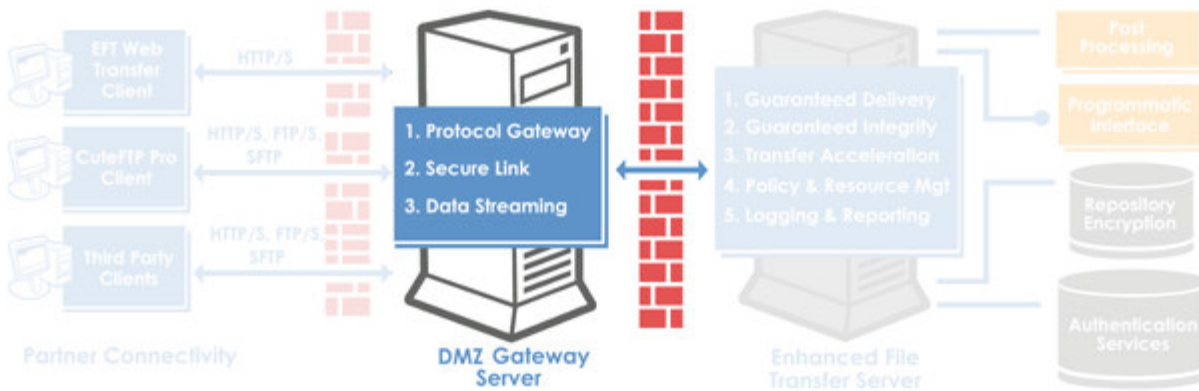 EFT Web
Transfer
Client
HTTP/S
CuteFTP Pro
Client
HTTP/S, FTP/S,
SFTP
Third Party
Clients
HTTP/S, FTP/S,
SFTP
Partner Connectivity
1. Protocol Gateway
2. Secure Link
3. Data Streaming
DMZ Gateway
Server
1. Guaranteed Delivery
2. Guaranteed Integrity
3. Transfer Acceleration
4. Policy & Resource Mgt
5. Logging & Reporting
Enhanced File
Transfer Server
Post
Processing
Programmatic
Interface
Repository
Encryption
Authentication
Services